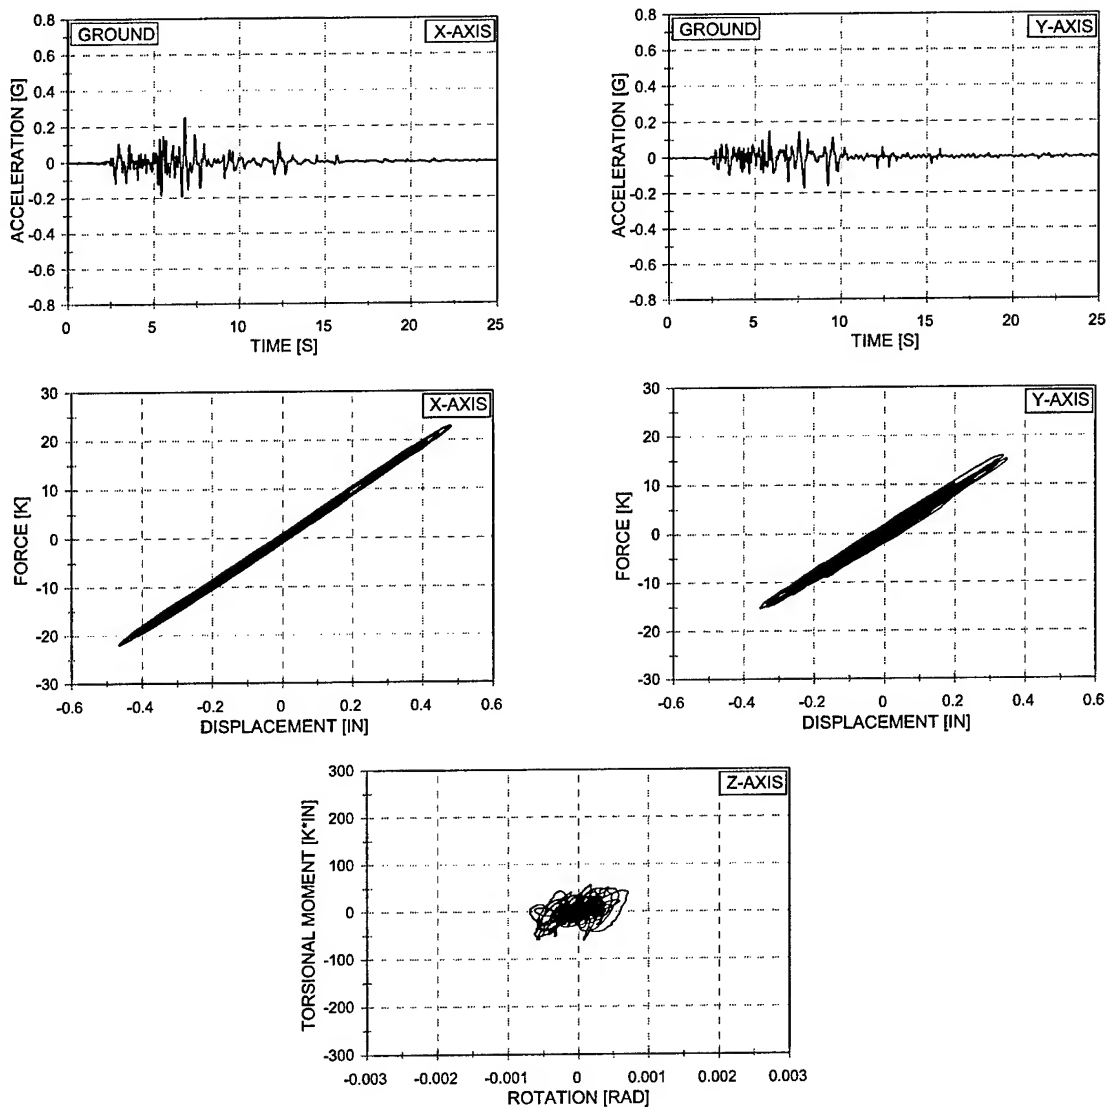 GROUND X-AXIS
0.8
0.6
0.4
0.2
0
-0.2
-0.4
-0.6
-0.8
ACCELERATION [G]
0 5 10 15 20 25
TIME [S]
GROUND Y-AXIS
0.8
0.6
0.4
0.2
0
-0.2
-0.4
-0.6
-0.8
ACCELERATION [G]
0 5 10 15 20 25
TIME [S]
X-AXIS
30
20
10
0
-10
-20
-30
FORCE [K]
-0.6 -0.4 -0.2 0 0.2 0.4 0.6
DISPLACEMENT [IN]
Y-AXIS
30
20
10
0
-10
-20
-30
FORCE [K]
-0.6 -0.4 -0.2 0 0.2 0.4 0.6
DISPLACEMENT [IN]
Z-AXIS
300
200
100
0
-100
-200
-300
TORSIONAL MOMENT [K*IN]
-0.003 -0.002 -0.001 0 0.001 0.002 0.003
ROTATION [RAD]